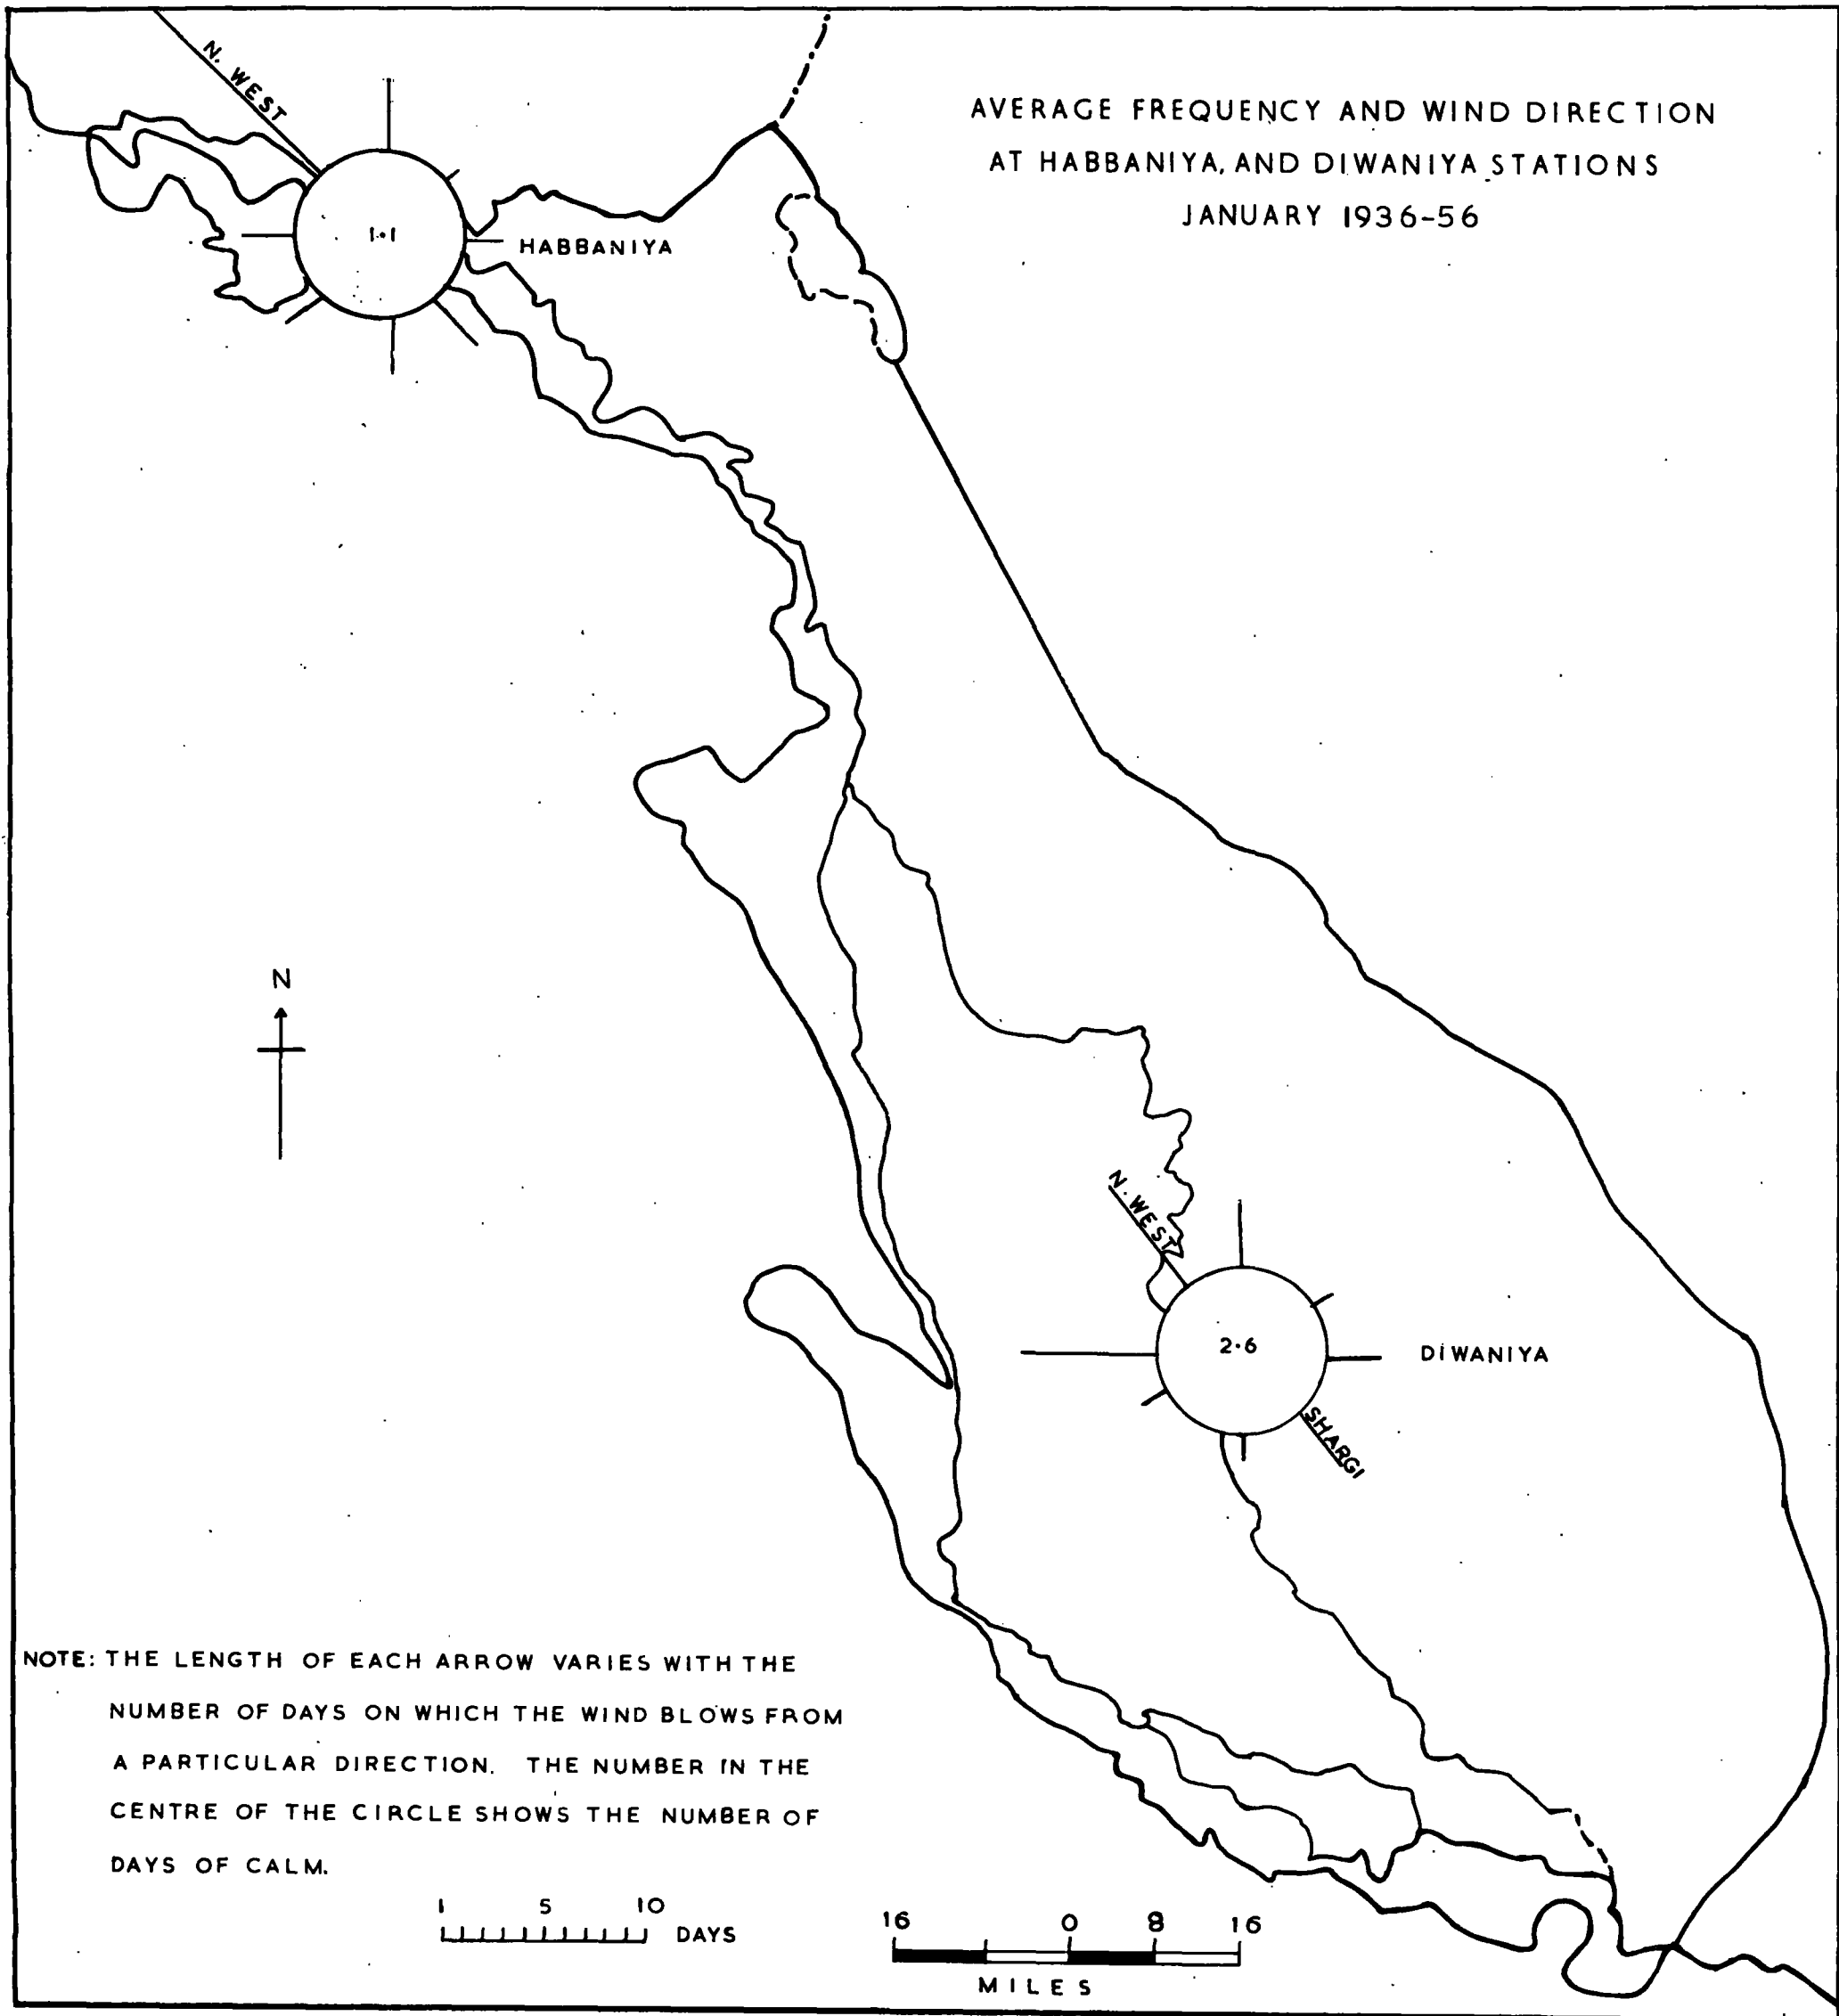 AVERAGE FREQUENCY AND WIND DIRECTION
AT HABBANIYA, AND DIWANIYA STATIONS
JANUARY 1936-56
N. WEST
1·1
HABBANIYA
N
N. WEST
2·6
DIWANIYA
SHARGI
NOTE: THE LENGTH OF EACH ARROW VARIES WITH THE
NUMBER OF DAYS ON WHICH THE WIND BLOWS FROM
A PARTICULAR DIRECTION. THE NUMBER IN THE
CENTRE OF THE CIRCLE SHOWS THE NUMBER OF
DAYS OF CALM.
1 5 10
DAYS
16 0 8 16
MILES